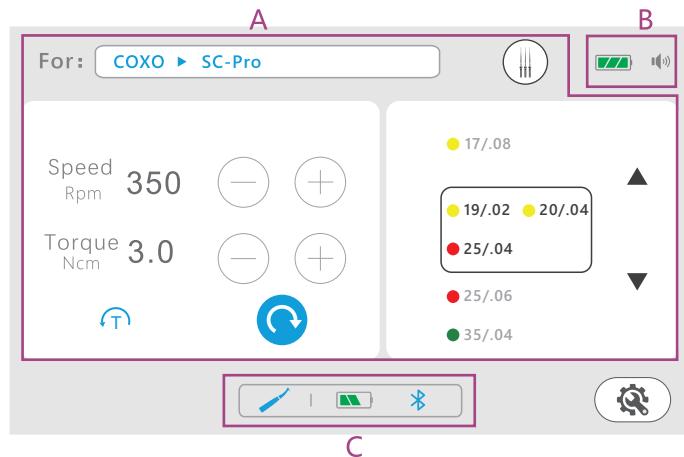 A
B
For: COXO ▶ SC-Pro
Speed
Rpm
350
Torque
Ncm
3.0
T
17/.08
19/.02 20/.04
25/.04
25/.06
35/.04
C